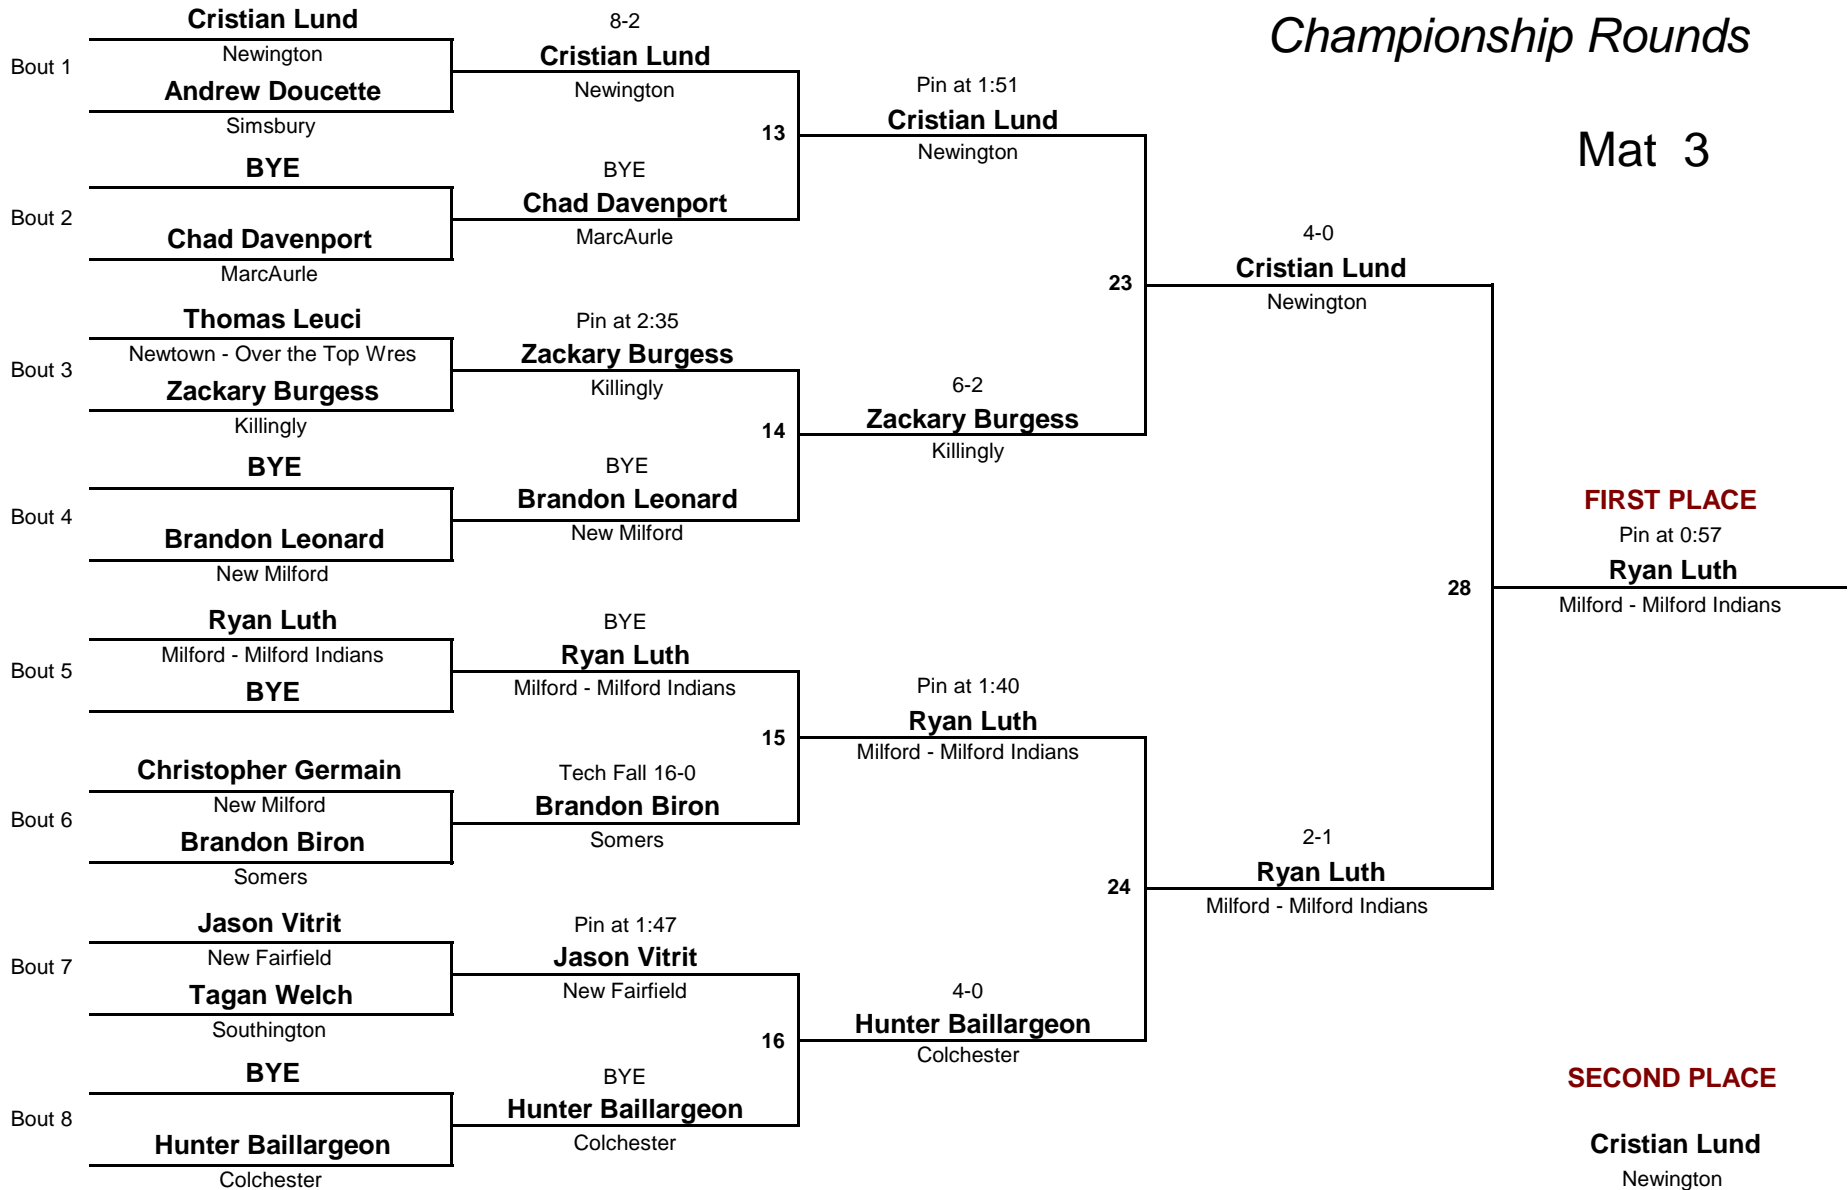 Championship Rounds
Mat 3
Cristian Lund
Bout 1
Newington
Andrew Doucette
Simsbury
BYE
Bout 2
Chad Davenport
MarcAurle
Thomas Leuci
Bout 3
Newtown - Over the Top Wres
Zackary Burgess
Killingly
BYE
Bout 4
Brandon Leonard
New Milford
Ryan Luth
Bout 5
Milford - Milford Indians
BYE
Christopher Germain
Bout 6
New Milford
Brandon Biron
Somers
Jason Vitrit
Bout 7
New Fairfield
Tagan Welch
Southington
BYE
Bout 8
Hunter Baillargeon
Colchester
8-2
Cristian Lund
Newington
13
BYE
Chad Davenport
MarcAurle
Pin at 2:35
Zackary Burgess
Killingly
14
BYE
Brandon Leonard
New Milford
BYE
Ryan Luth
Milford - Milford Indians
15
Tech Fall 16-0
Brandon Biron
Somers
Pin at 1:47
Jason Vitrit
New Fairfield
16
BYE
Hunter Baillargeon
Colchester
Pin at 1:51
Cristian Lund
Newington
23
6-2
Zackary Burgess
Killingly
Pin at 1:40
Ryan Luth
Milford - Milford Indians
24
4-0
Hunter Baillargeon
Colchester
4-0
Cristian Lund
Newington
28
2-1
Ryan Luth
Milford - Milford Indians
FIRST PLACE
Pin at 0:57
Ryan Luth
Milford - Milford Indians
SECOND PLACE
Cristian Lund
Newington